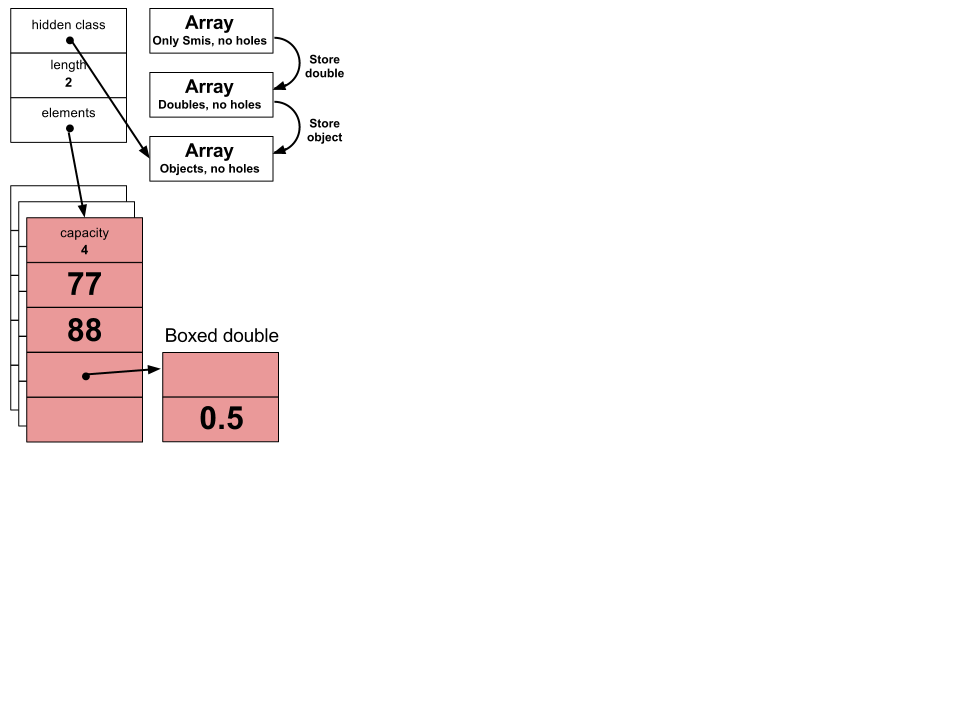 hidden class
length
2
elements
Array
Only Smis, no holes
Store
double
Array
Doubles, no holes
Store
object
Array
Objects, no holes
capacity
4
77
88
Boxed double
0.5